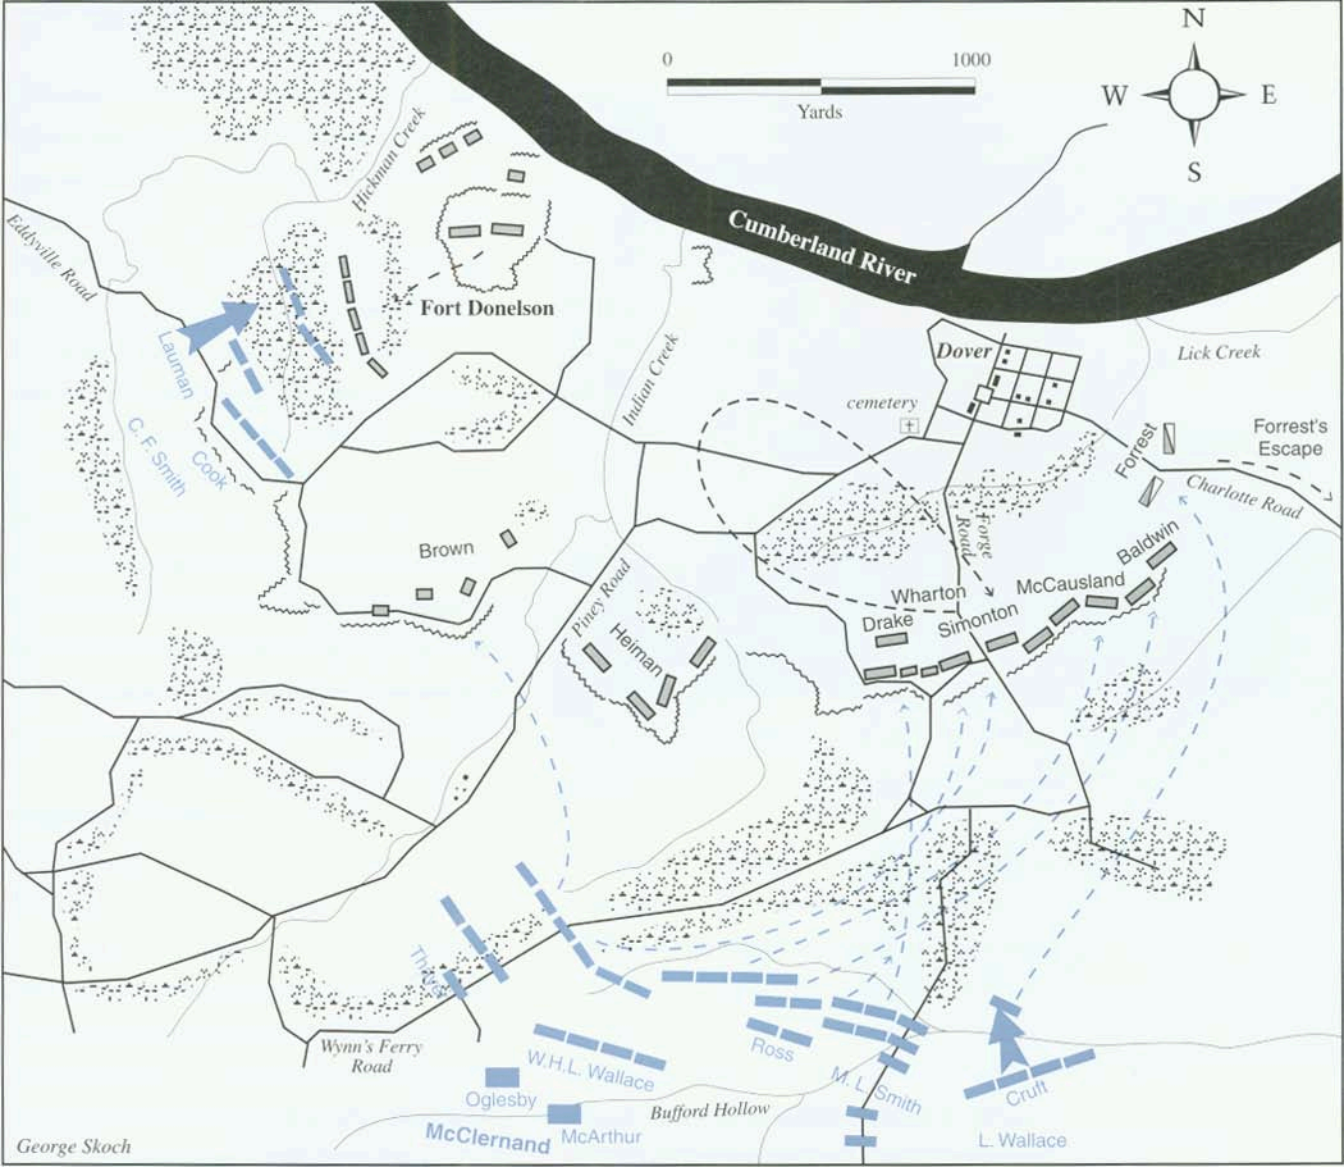 N
0 1000
W E
Yards
S
Hickman Creek
Eddyville Road
Cumberland River
Fort Donelson
Lauman
Indian Creek
Dover
Lick Creek
cemetery
C. F. Smith
Cook
Forrest
Forrest's
Escape
Charlotte Road
Forge
Road
Brown
Baldwin
Piney Road
Heiman
Wharton
McCausland
Drake
Simonton
Thayer
Wynn's Ferry
Road
W.H.L. Wallace
Ross
M. L. Smith
Cruft
Oglesby
Bufford Hollow
McClernand
McArthur
L. Wallace
George Skoch